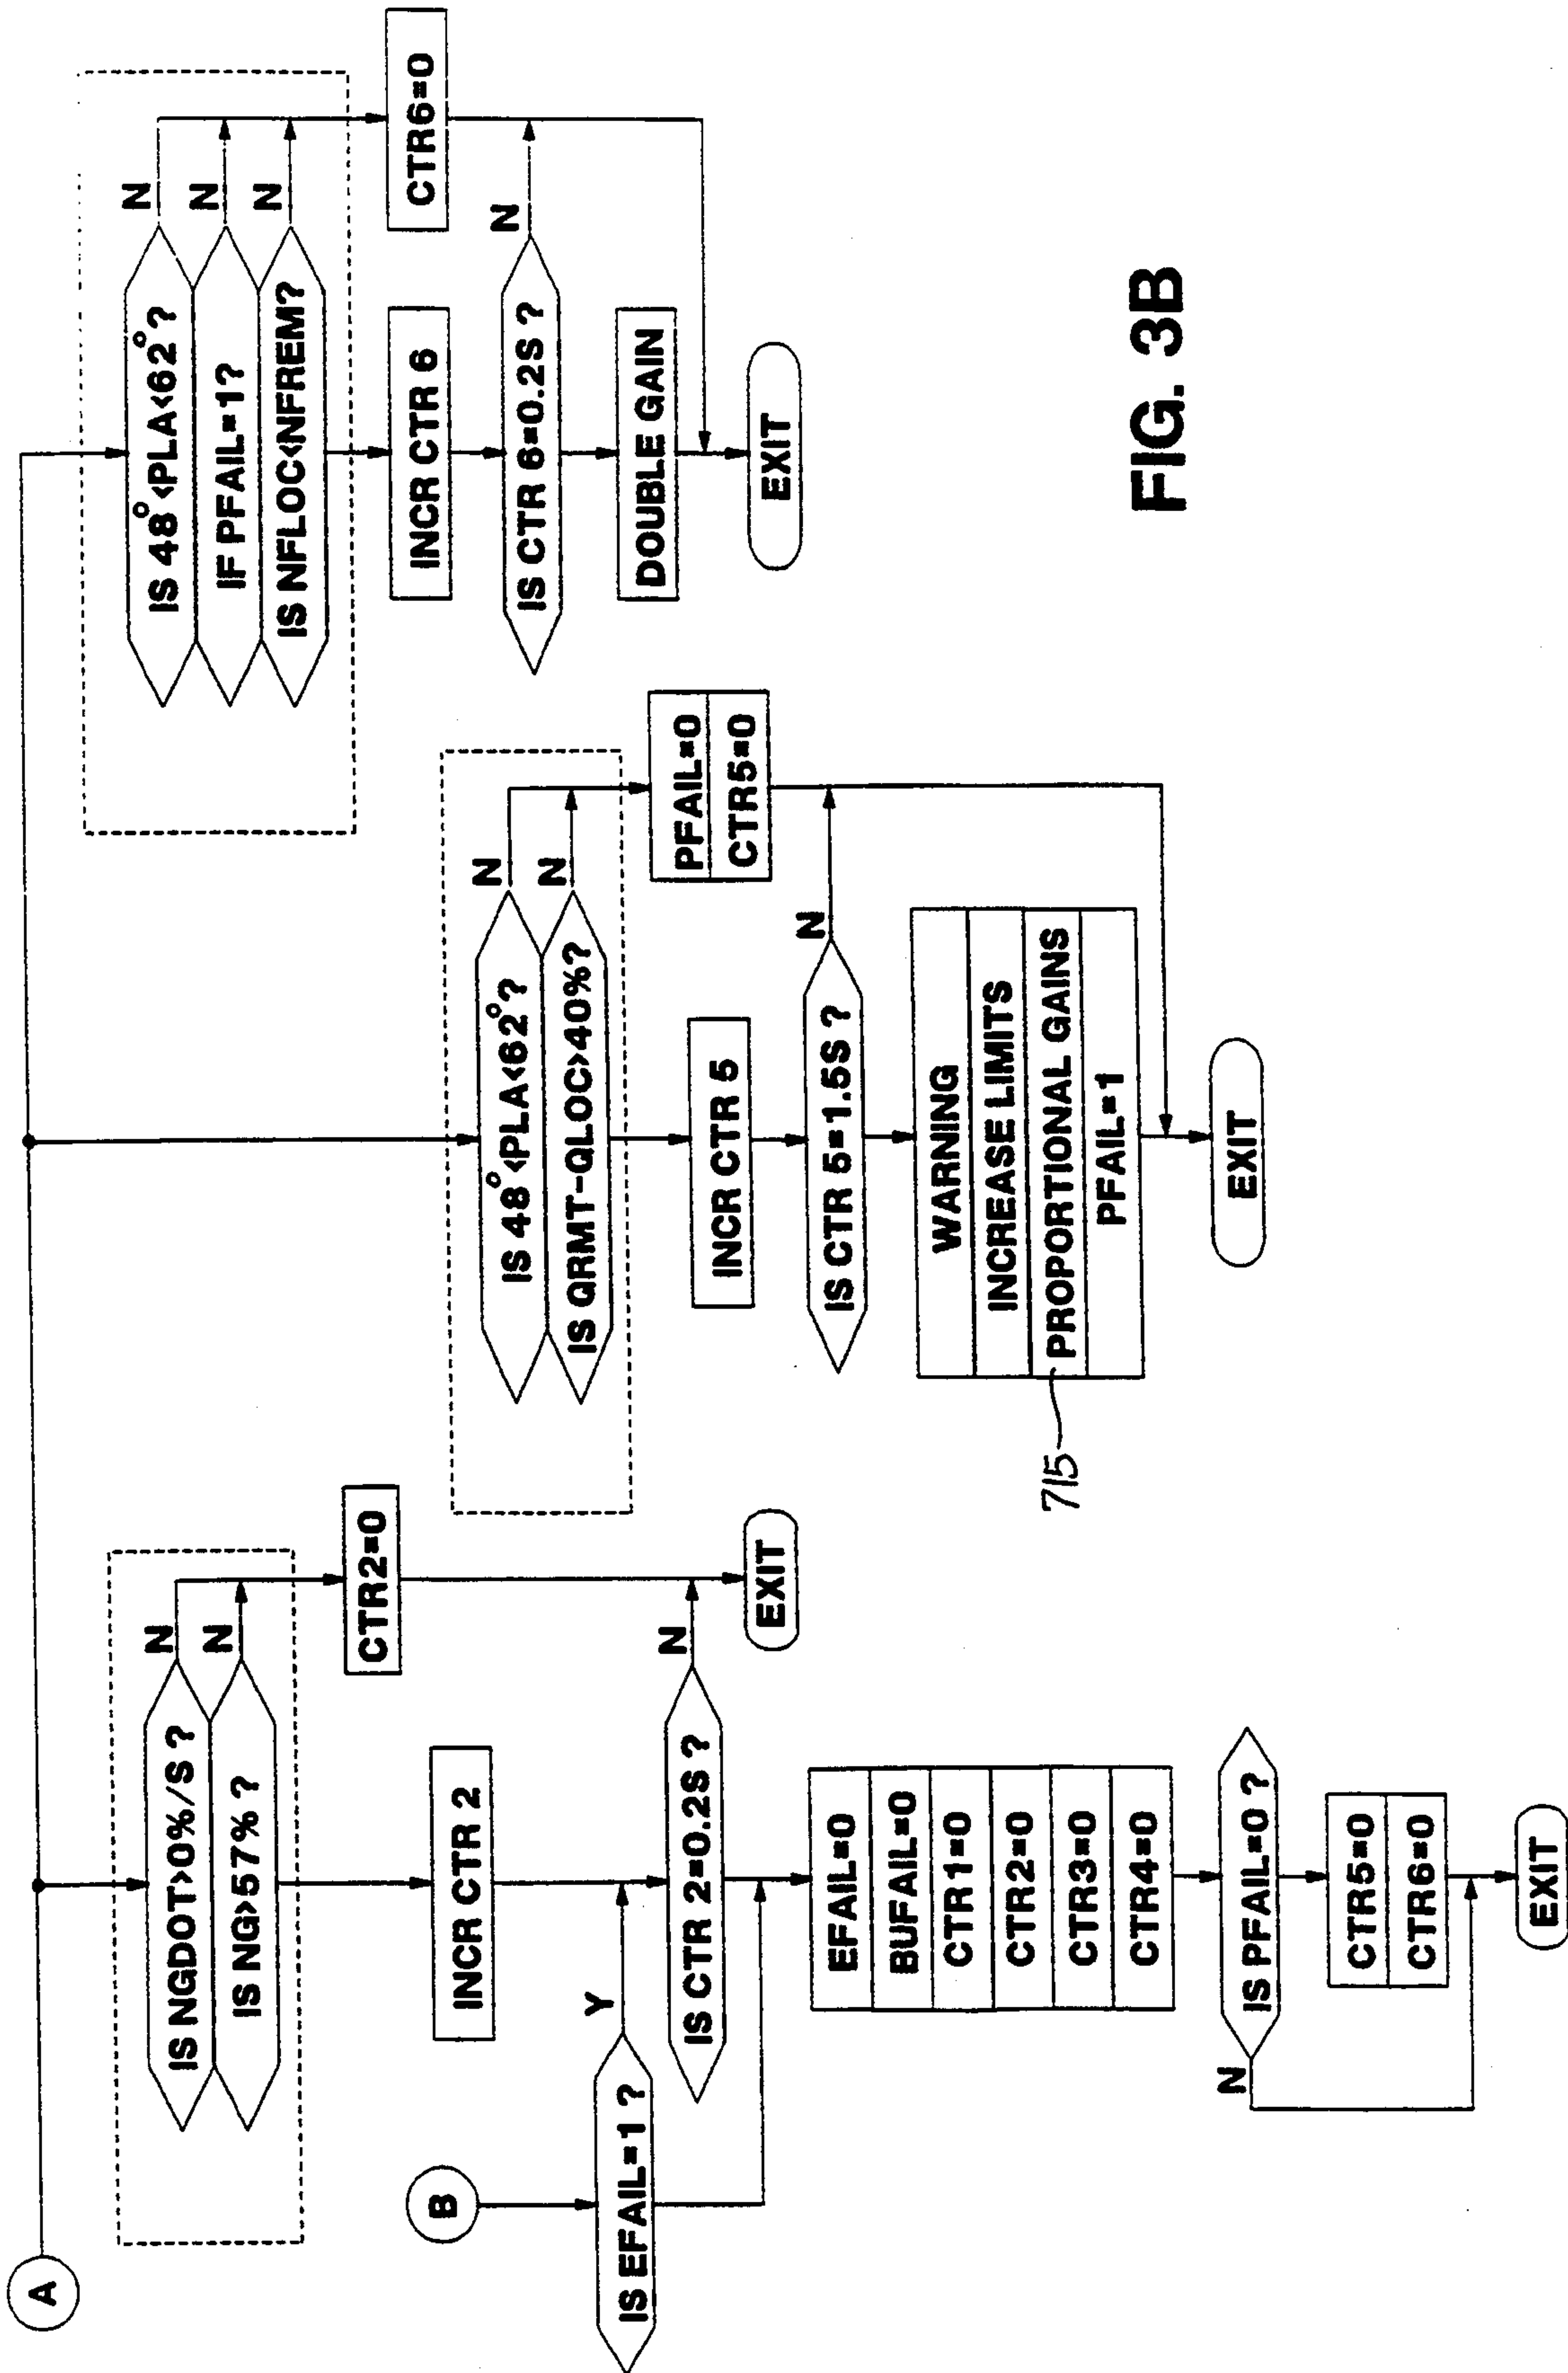 A
IS NGDOT>0%/S ?
N
IS NG>57% ?
N
CTR2=0
INCR CTR 2
B
IS EFAIL=1 ?
Y
IS CTR 2=0.2S ?
N
EXIT
EFAIL=0
BUFAIL=0
CTR1=0
CTR2=0
CTR3=0
CTR4=0
IS PFAIL=0 ?
N
CTR5=0
CTR6=0
EXIT
IS 48°<PLA<62° ?
N
IS QRMT-QLOC>40%?
N
PFAIL=0
CTR5=0
INCR CTR 5
IS CTR 5=1.5S ?
N
WARNING
INCREASE LIMITS
715
PROPORTIONAL GAINS
PFAIL=1
EXIT
IS 48°<PLA<62° ?
N
IF PFAIL=1?
N
IS NFLOC<NFREM?
N
CTR6=0
INCR CTR 6
IS CTR 6=0.2S ?
N
DOUBLE GAIN
EXIT
FIG. 3B